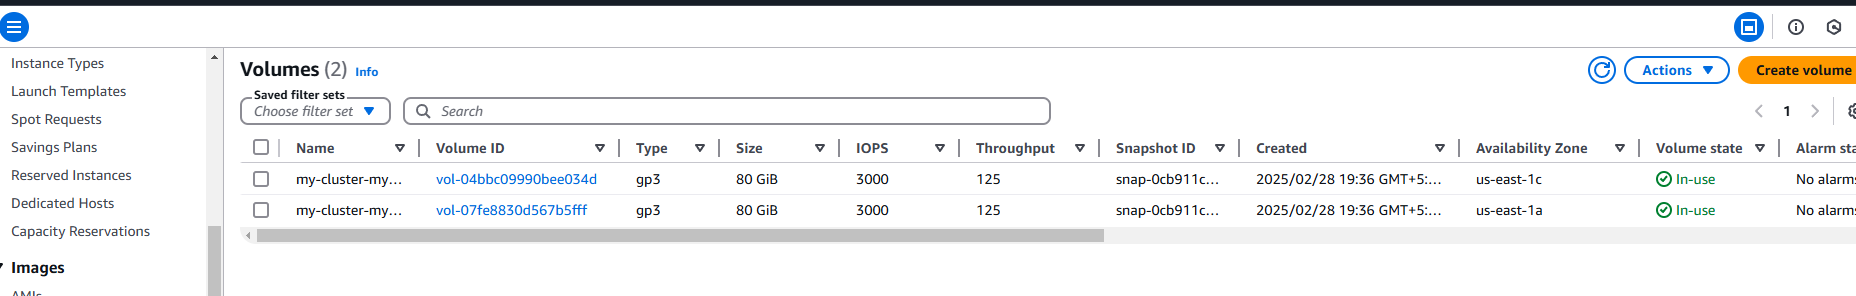 Instance Types
Launch Templates
Spot Requests
Savings Plans
Reserved Instances
Dedicated Hosts
Capacity Reservations
Images
AMIs
Volumes (2) Info
Actions
Create volume
Saved filter sets
Choose filter set
Search
1
Name Volume ID Type Size IOPS Throughput Snapshot ID Created Availability Zone Volume state Alarm sta
my-cluster-my... vol-04bbc09990bee034d gp3 80 GiB 3000 125 snap-0cb911c... 2025/02/28 19:36 GMT+5:... us-east-1c In-use No alarms
my-cluster-my... vol-07fe8830d567b5fff gp3 80 GiB 3000 125 snap-0cb911c... 2025/02/28 19:36 GMT+5:... us-east-1a In-use No alarms